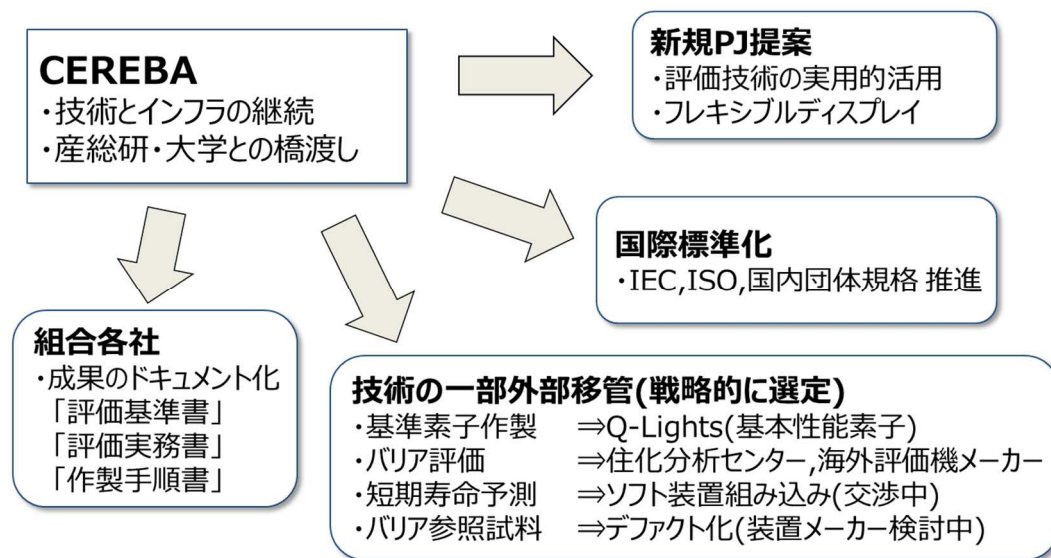 CEREBA
・技術とインフラの継続
・産総研・大学との橋渡し
新規PJ提案
・評価技術の実用的活用
・フレキシブルディスプレイ
国際標準化
・IEC,ISO,国内団体規格 推進
組合各社
・成果のドキュメント化
「評価基準書」
「評価実務書」
「作製手順書」
技術の一部外部移管(戦略的に選定)
・基準素子作製 ⇒Q-Lights(基本性能素子)
・バリア評価 ⇒住化分析センター,海外評価機メーカー
・短期寿命予測 ⇒ソフト装置組み込み(交渉中)
・バリア参照試料 ⇒デファクト化(装置メーカー検討中)